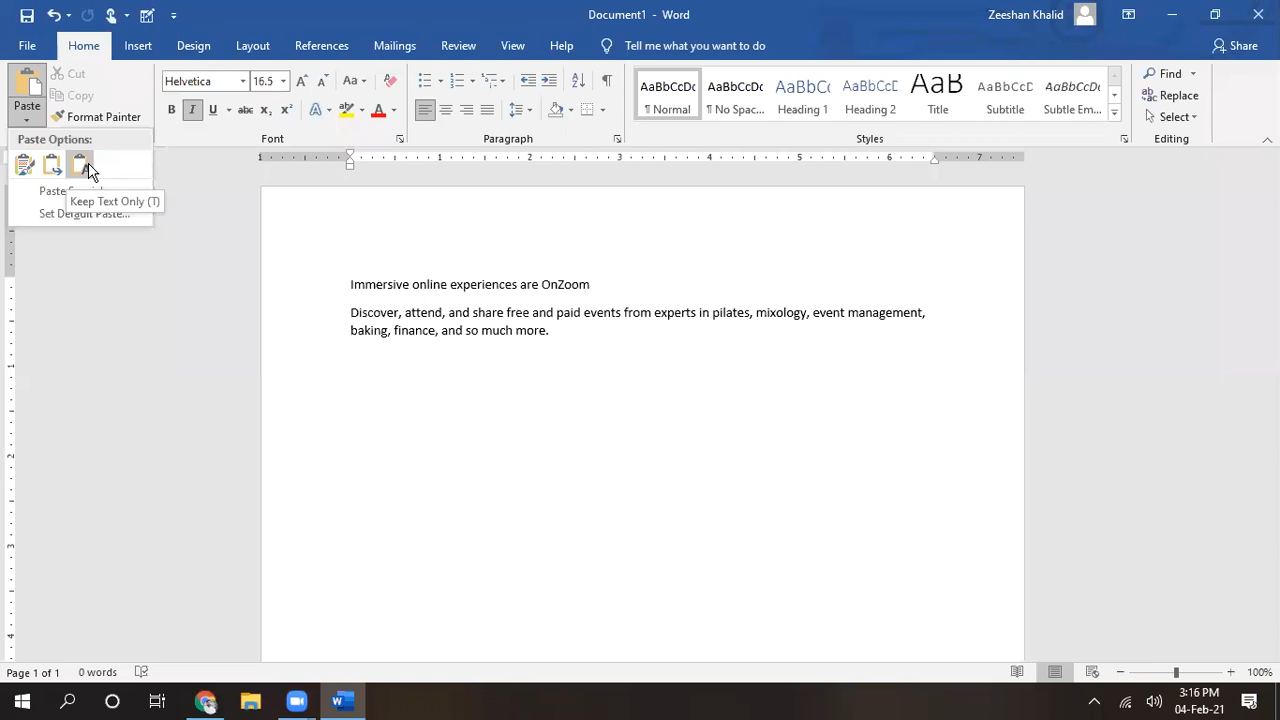 Document1 - Word
Zeeshan Khalid
File Home Insert Design Layout References Mailings Review View Help Tell me what you want to do Share
Paste
Cut
Copy
Format Painter
Helvetica 16.5
Font
Paragraph
AaBbCcDc AaBbCcDc AaBbCc AaBbCcD AaB AaBbCcD AaBbCcDc
¶ Normal ¶ No Spac... Heading 1 Heading 2 Title Subtitle Subtle Em...
Styles
Find
Replace
Select
Editing
Paste Options:
Keep Text Only (T)
Set Default Paste...
Immersive online experiences are OnZoom
Discover, attend, and share free and paid events from experts in pilates, mixology, event management,
baking, finance, and so much more.
Page 1 of 1 0 words 100%
3:16 PM
04-Feb-21